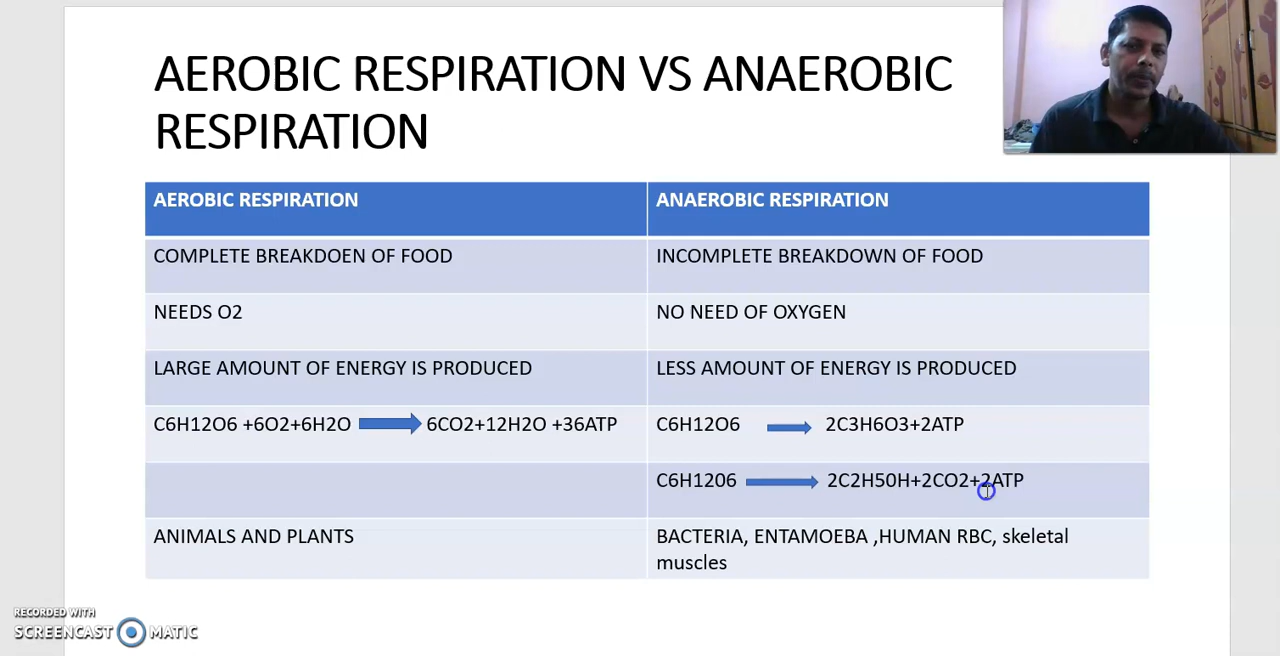 AEROBIC RESPIRATION VS ANAEROBIC
RESPIRATION
AEROBIC RESPIRATION
ANAEROBIC RESPIRATION
COMPLETE BREAKDOEN OF FOOD
INCOMPLETE BREAKDOWN OF FOOD
NEEDS O2
NO NEED OF OXYGEN
LARGE AMOUNT OF ENERGY IS PRODUCED
LESS AMOUNT OF ENERGY IS PRODUCED
C6H12O6 +6O2+6H2O 6CO2+12H2O +36ATP
C6H12O6 2C3H6O3+2ATP
C6H1206 2C2H50H+2CO2+2ATP
ANIMALS AND PLANTS
BACTERIA, ENTAMOEBA ,HUMAN RBC, skeletal
muscles
RECORDED WITH
SCREENCAST MATIC